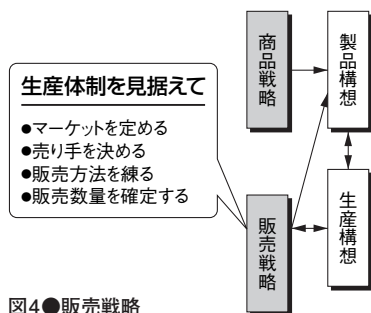 商品戦略
製品構想
生産体制を見据えて
●マーケットを定める
●売り手を決める
●販売方法を練る
●販売数量を確定する
販売戦略
生産構想
図4●販売戦略